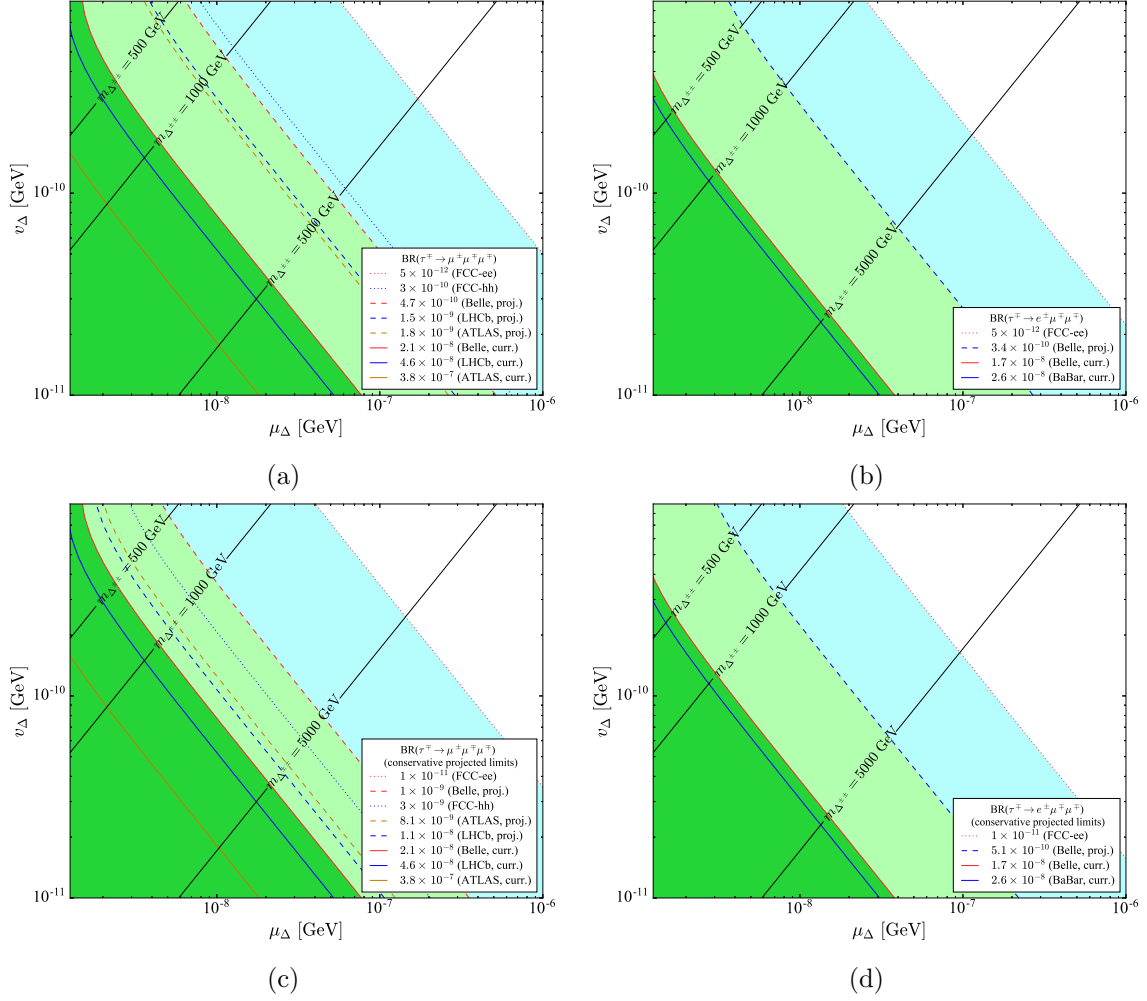 m_Δ±± = 500 GeV
m_Δ±± = 1000 GeV
m_Δ±± = 5000 GeV
v_Δ [GeV]
10⁻¹⁰
10⁻¹¹
BR(τ^∓ → μ^± μ^∓ μ^∓)
5 × 10⁻¹² (FCC-ee)
3 × 10⁻¹⁰ (FCC-hh)
4.7 × 10⁻¹⁰ (Belle, proj.)
1.5 × 10⁻⁹ (LHCb, proj.)
1.8 × 10⁻⁹ (ATLAS, proj.)
2.1 × 10⁻⁸ (Belle, curr.)
4.6 × 10⁻⁸ (LHCb, curr.)
3.8 × 10⁻⁷ (ATLAS, curr.)
10⁻⁸ 10⁻⁷ 10⁻⁶
μ_Δ [GeV]
(a)
m_Δ±± = 500 GeV
m_Δ±± = 1000 GeV
m_Δ±± = 5000 GeV
v_Δ [GeV]
10⁻¹⁰
10⁻¹¹
BR(τ^∓ → e^± μ^∓ μ^∓)
5 × 10⁻¹² (FCC-ee)
3.4 × 10⁻¹⁰ (Belle, proj.)
1.7 × 10⁻⁸ (Belle, curr.)
2.6 × 10⁻⁸ (BaBar, curr.)
10⁻⁸ 10⁻⁷ 10⁻⁶
μ_Δ [GeV]
(b)
m_Δ±± = 500 GeV
m_Δ±± = 1000 GeV
m_Δ±± = 5000 GeV
v_Δ [GeV]
10⁻¹⁰
10⁻¹¹
BR(τ^∓ → μ^± μ^∓ μ^∓)
(conservative projected limits)
1 × 10⁻¹¹ (FCC-ee)
1 × 10⁻⁹ (Belle, proj.)
3 × 10⁻⁹ (FCC-hh)
8.1 × 10⁻⁹ (ATLAS, proj.)
1.1 × 10⁻⁸ (LHCb, proj.)
2.1 × 10⁻⁸ (Belle, curr.)
4.6 × 10⁻⁸ (LHCb, curr.)
3.8 × 10⁻⁷ (ATLAS, curr.)
10⁻⁸ 10⁻⁷ 10⁻⁶
μ_Δ [GeV]
(c)
m_Δ±± = 500 GeV
m_Δ±± = 1000 GeV
m_Δ±± = 5000 GeV
v_Δ [GeV]
10⁻¹⁰
10⁻¹¹
BR(τ^∓ → e^± μ^∓ μ^∓)
(conservative projected limits)
1 × 10⁻¹¹ (FCC-ee)
5.1 × 10⁻¹⁰ (Belle, proj.)
1.7 × 10⁻⁸ (Belle, curr.)
2.6 × 10⁻⁸ (BaBar, curr.)
10⁻⁸ 10⁻⁷ 10⁻⁶
μ_Δ [GeV]
(d)